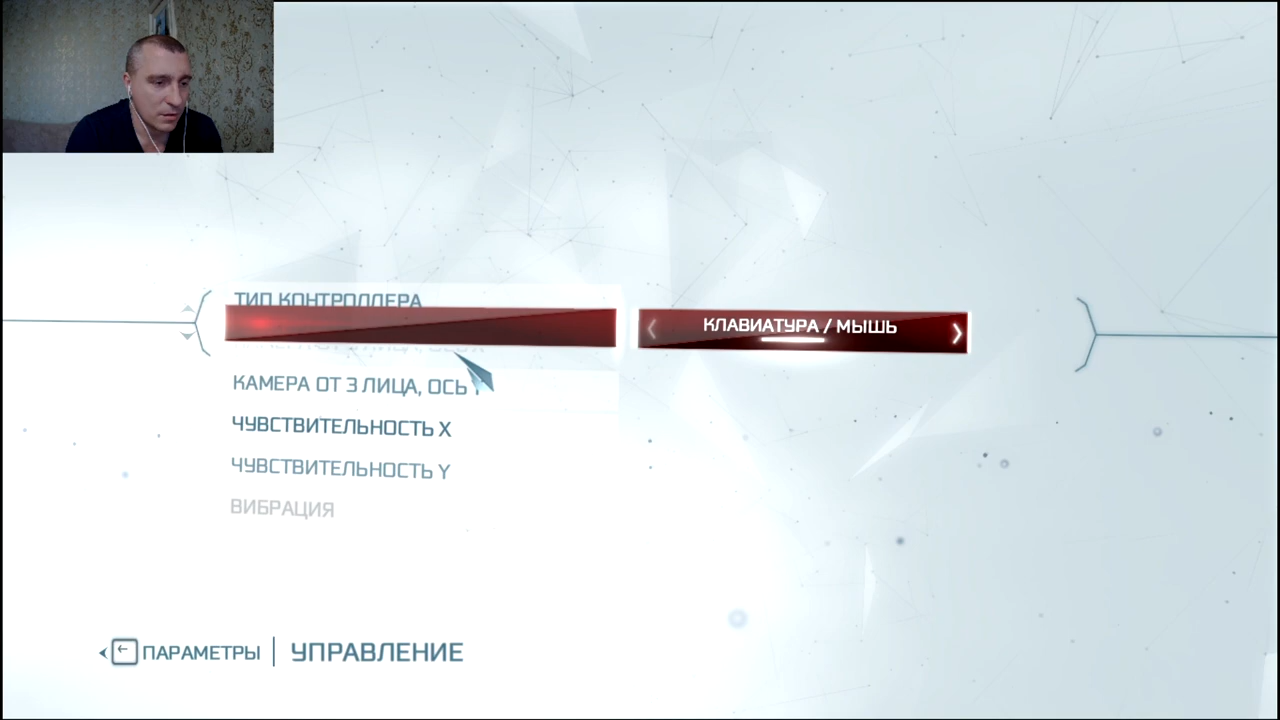 ТИП КОНТРОЛЛЕРА
КЛАВИАТУРА / МЫШЬ
КАМЕРА ОТ 3 ЛИЦА, ОСЬ
ЧУВСТВИТЕЛЬНОСТЬ X
ЧУВСТВИТЕЛЬНОСТЬ Y
ВИБРАЦИЯ
ПАРАМЕТРЫ | УПРАВЛЕНИЕ